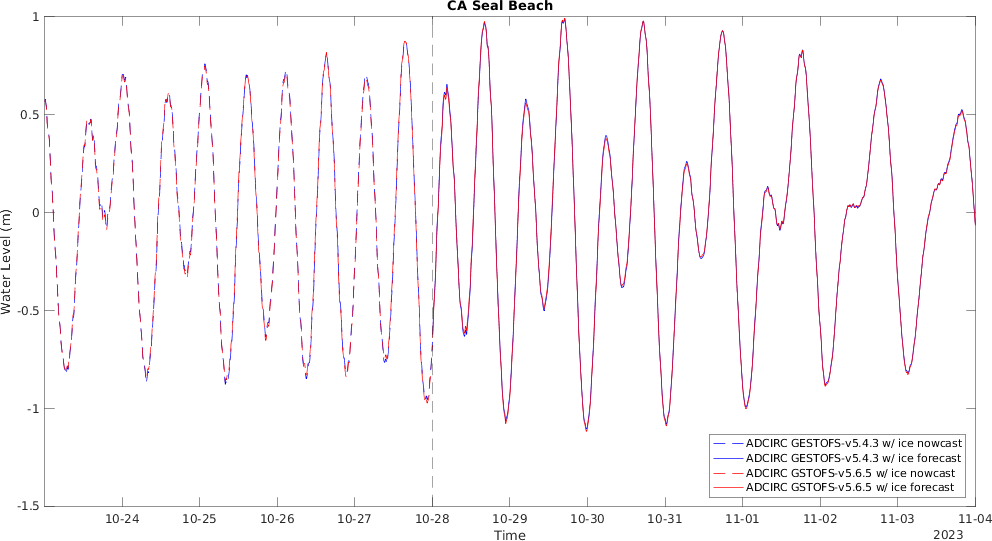 CA Seal Beach
Water Level (m)
1
0.5
0
-0.5
-1
-1.5
ADCIRC GESTOFS-v5.4.3 w/ ice nowcast
ADCIRC GESTOFS-v5.4.3 w/ ice forecast
ADCIRC GSTOFS-v5.6.5 w/ ice nowcast
ADCIRC GSTOFS-v5.6.5 w/ ice forecast
10-24 10-25 10-26 10-27 10-28 10-29 10-30 10-31 11-01 11-02 11-03 11-04
Time
2023